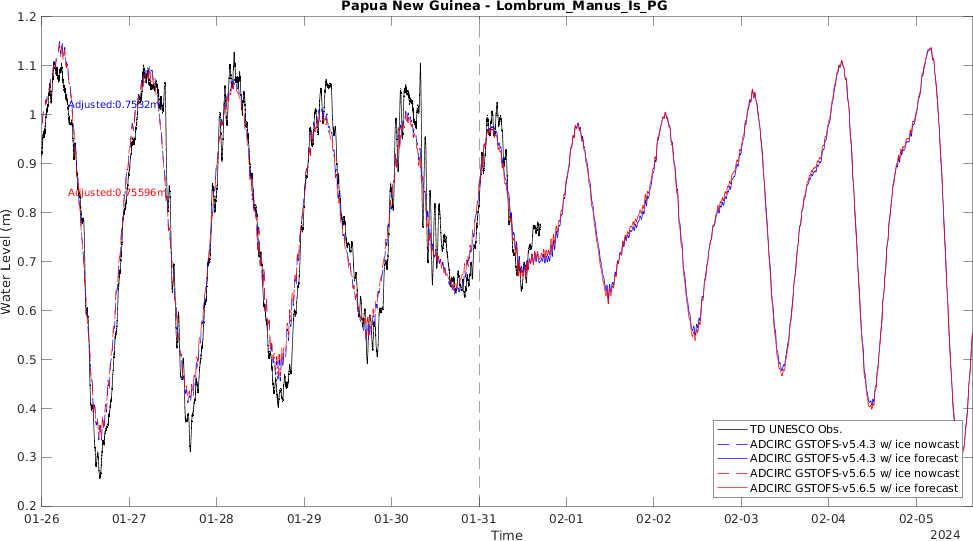 Papua New Guinea - Lombrum_Manus_Is_PG
1.2
1.1
1
0.9
0.8
0.7
0.6
0.5
0.4
0.3
0.2
Water Level (m)
Adjusted:0.7532m
Adjusted:0.75596m
TD UNESCO Obs.
ADCIRC GSTOFS-v5.4.3 w/ ice nowcast
ADCIRC GSTOFS-v5.4.3 w/ ice forecast
ADCIRC GSTOFS-v5.6.5 w/ ice nowcast
ADCIRC GSTOFS-v5.6.5 w/ ice forecast
01-26 01-27 01-28 01-29 01-30 01-31 02-01 02-02 02-03 02-04 02-05
Time
2024